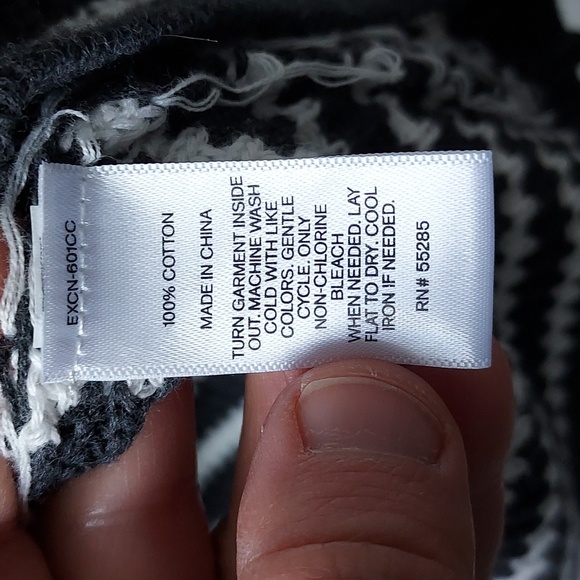 EXCN-601CC
100% COTTON
MADE IN CHINA
TURN GARMENT INSIDE
OUT. MACHINE WASH
COLD WITH LIKE
COLORS. GENTLE
CYCLE. ONLY
NON-CHLORINE
BLEACH
WHEN NEEDED. LAY
FLAT TO DRY. COOL
IRON IF NEEDED.
RN# 55285